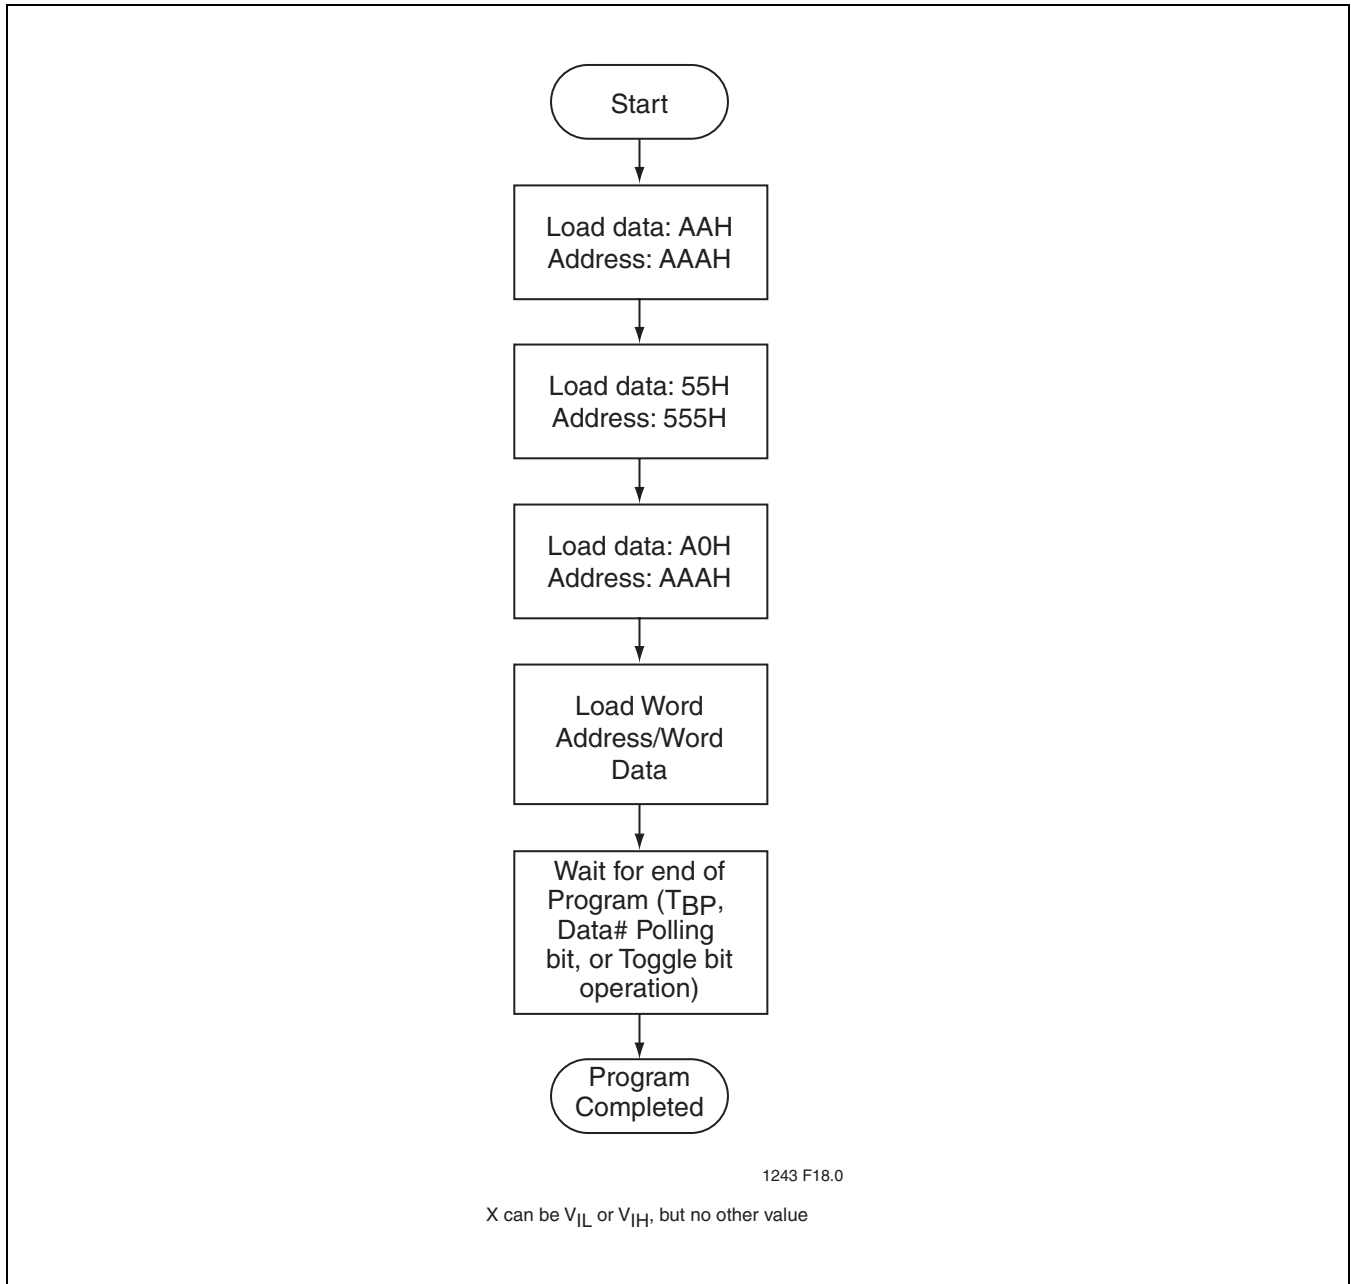 Start
Load data: AAH
Address: AAAH
Load data: 55H
Address: 555H
Load data: A0H
Address: AAAH
Load Word
Address/Word
Data
Wait for end of
Program (TBP,
Data# Polling
bit, or Toggle bit
operation)
Program
Completed
1243 F18.0
X can be VIL or VIH, but no other value